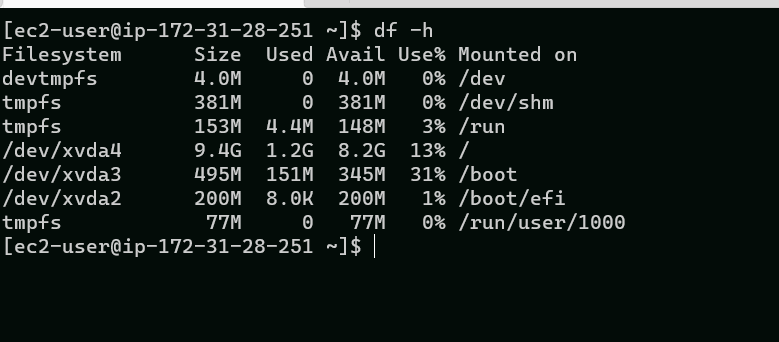 [ec2-user@ip-172-31-28-251 ~]$ df -h
Filesystem      Size  Used Avail Use% Mounted on
devtmpfs        4.0M     0  4.0M   0% /dev
tmpfs           381M     0  381M   0% /dev/shm
tmpfs           153M  4.4M  148M   3% /run
/dev/xvda4      9.4G  1.2G  8.2G  13% /
/dev/xvda3      495M  151M  345M  31% /boot
/dev/xvda2      200M  8.0K  200M   1% /boot/efi
tmpfs            77M     0   77M   0% /run/user/1000
[ec2-user@ip-172-31-28-251 ~]$